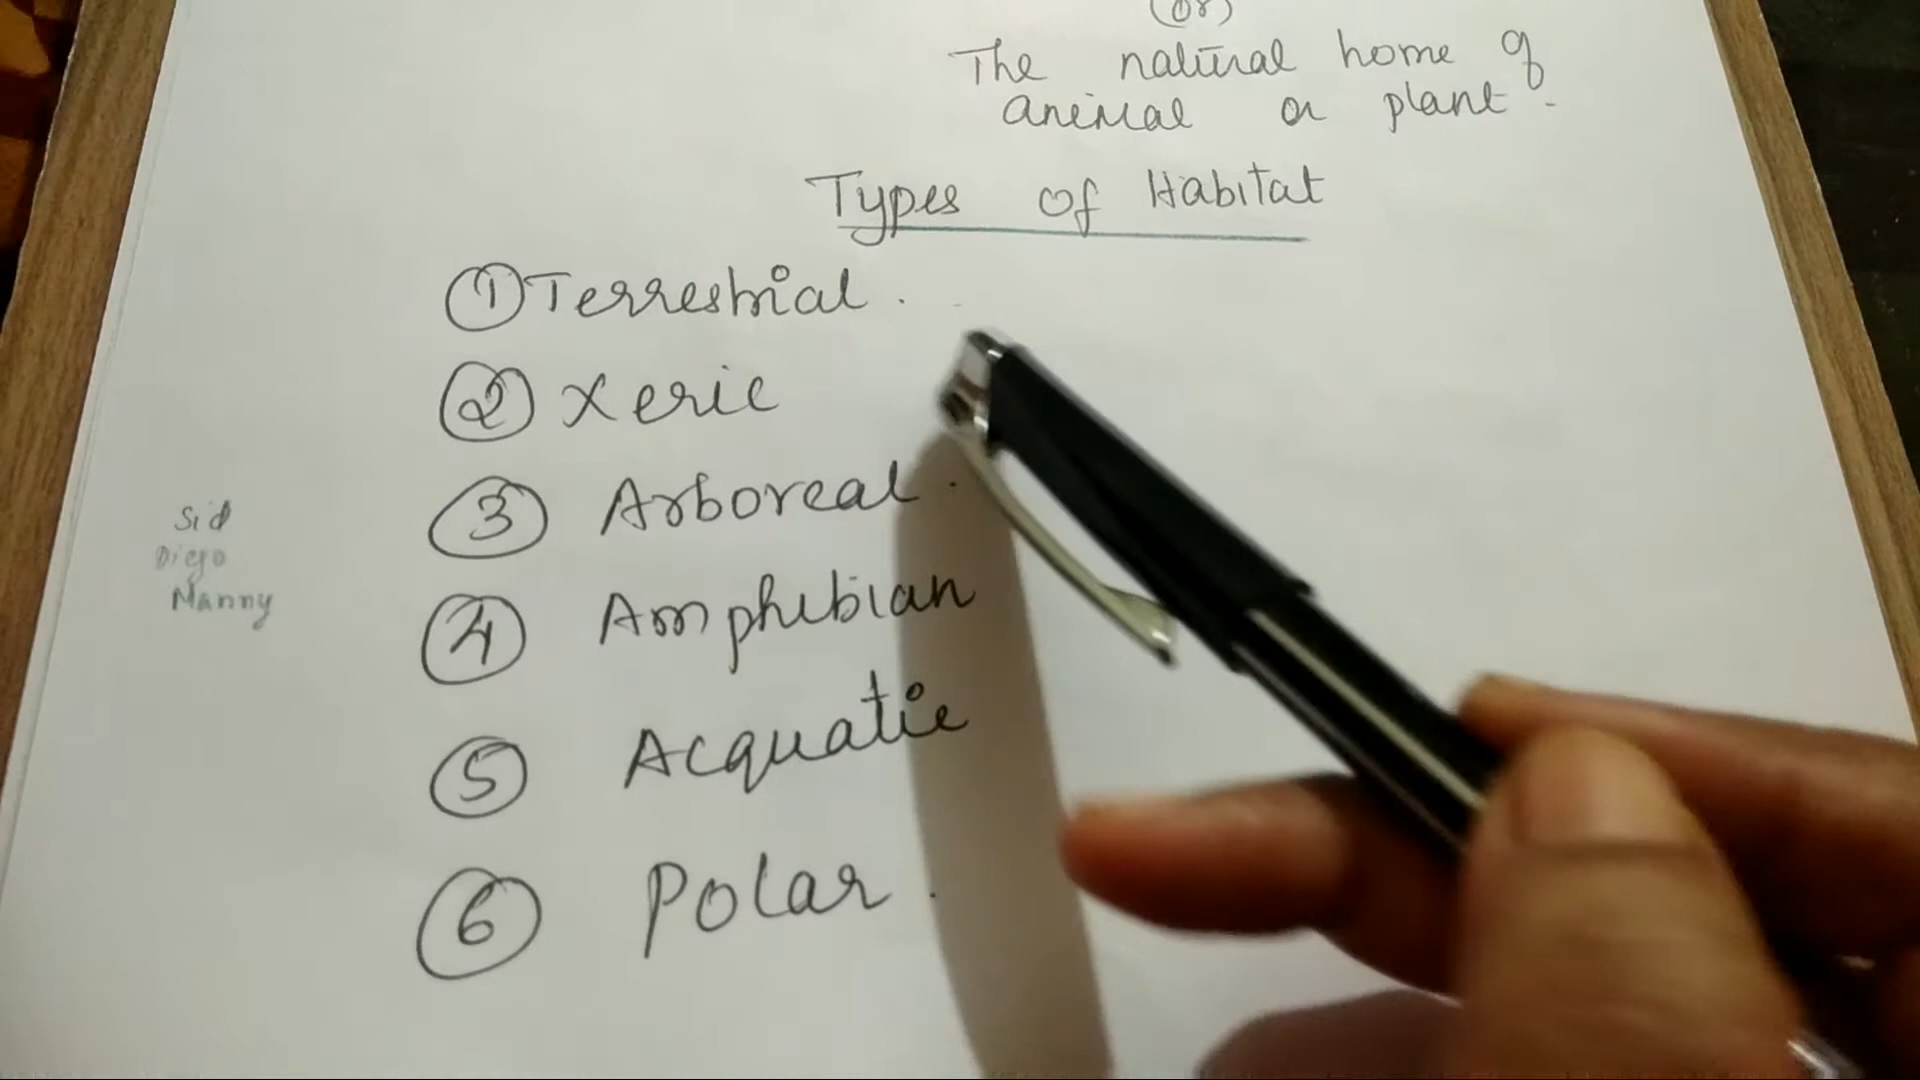 (or)
The natural home of
animal or plant.
Types of Habitat
① Terrestrial.
② Xeric
③ Arboreal.
④ Amphibian
⑤ Acquatic
⑥ Polar.
Sid
Diego
Manny